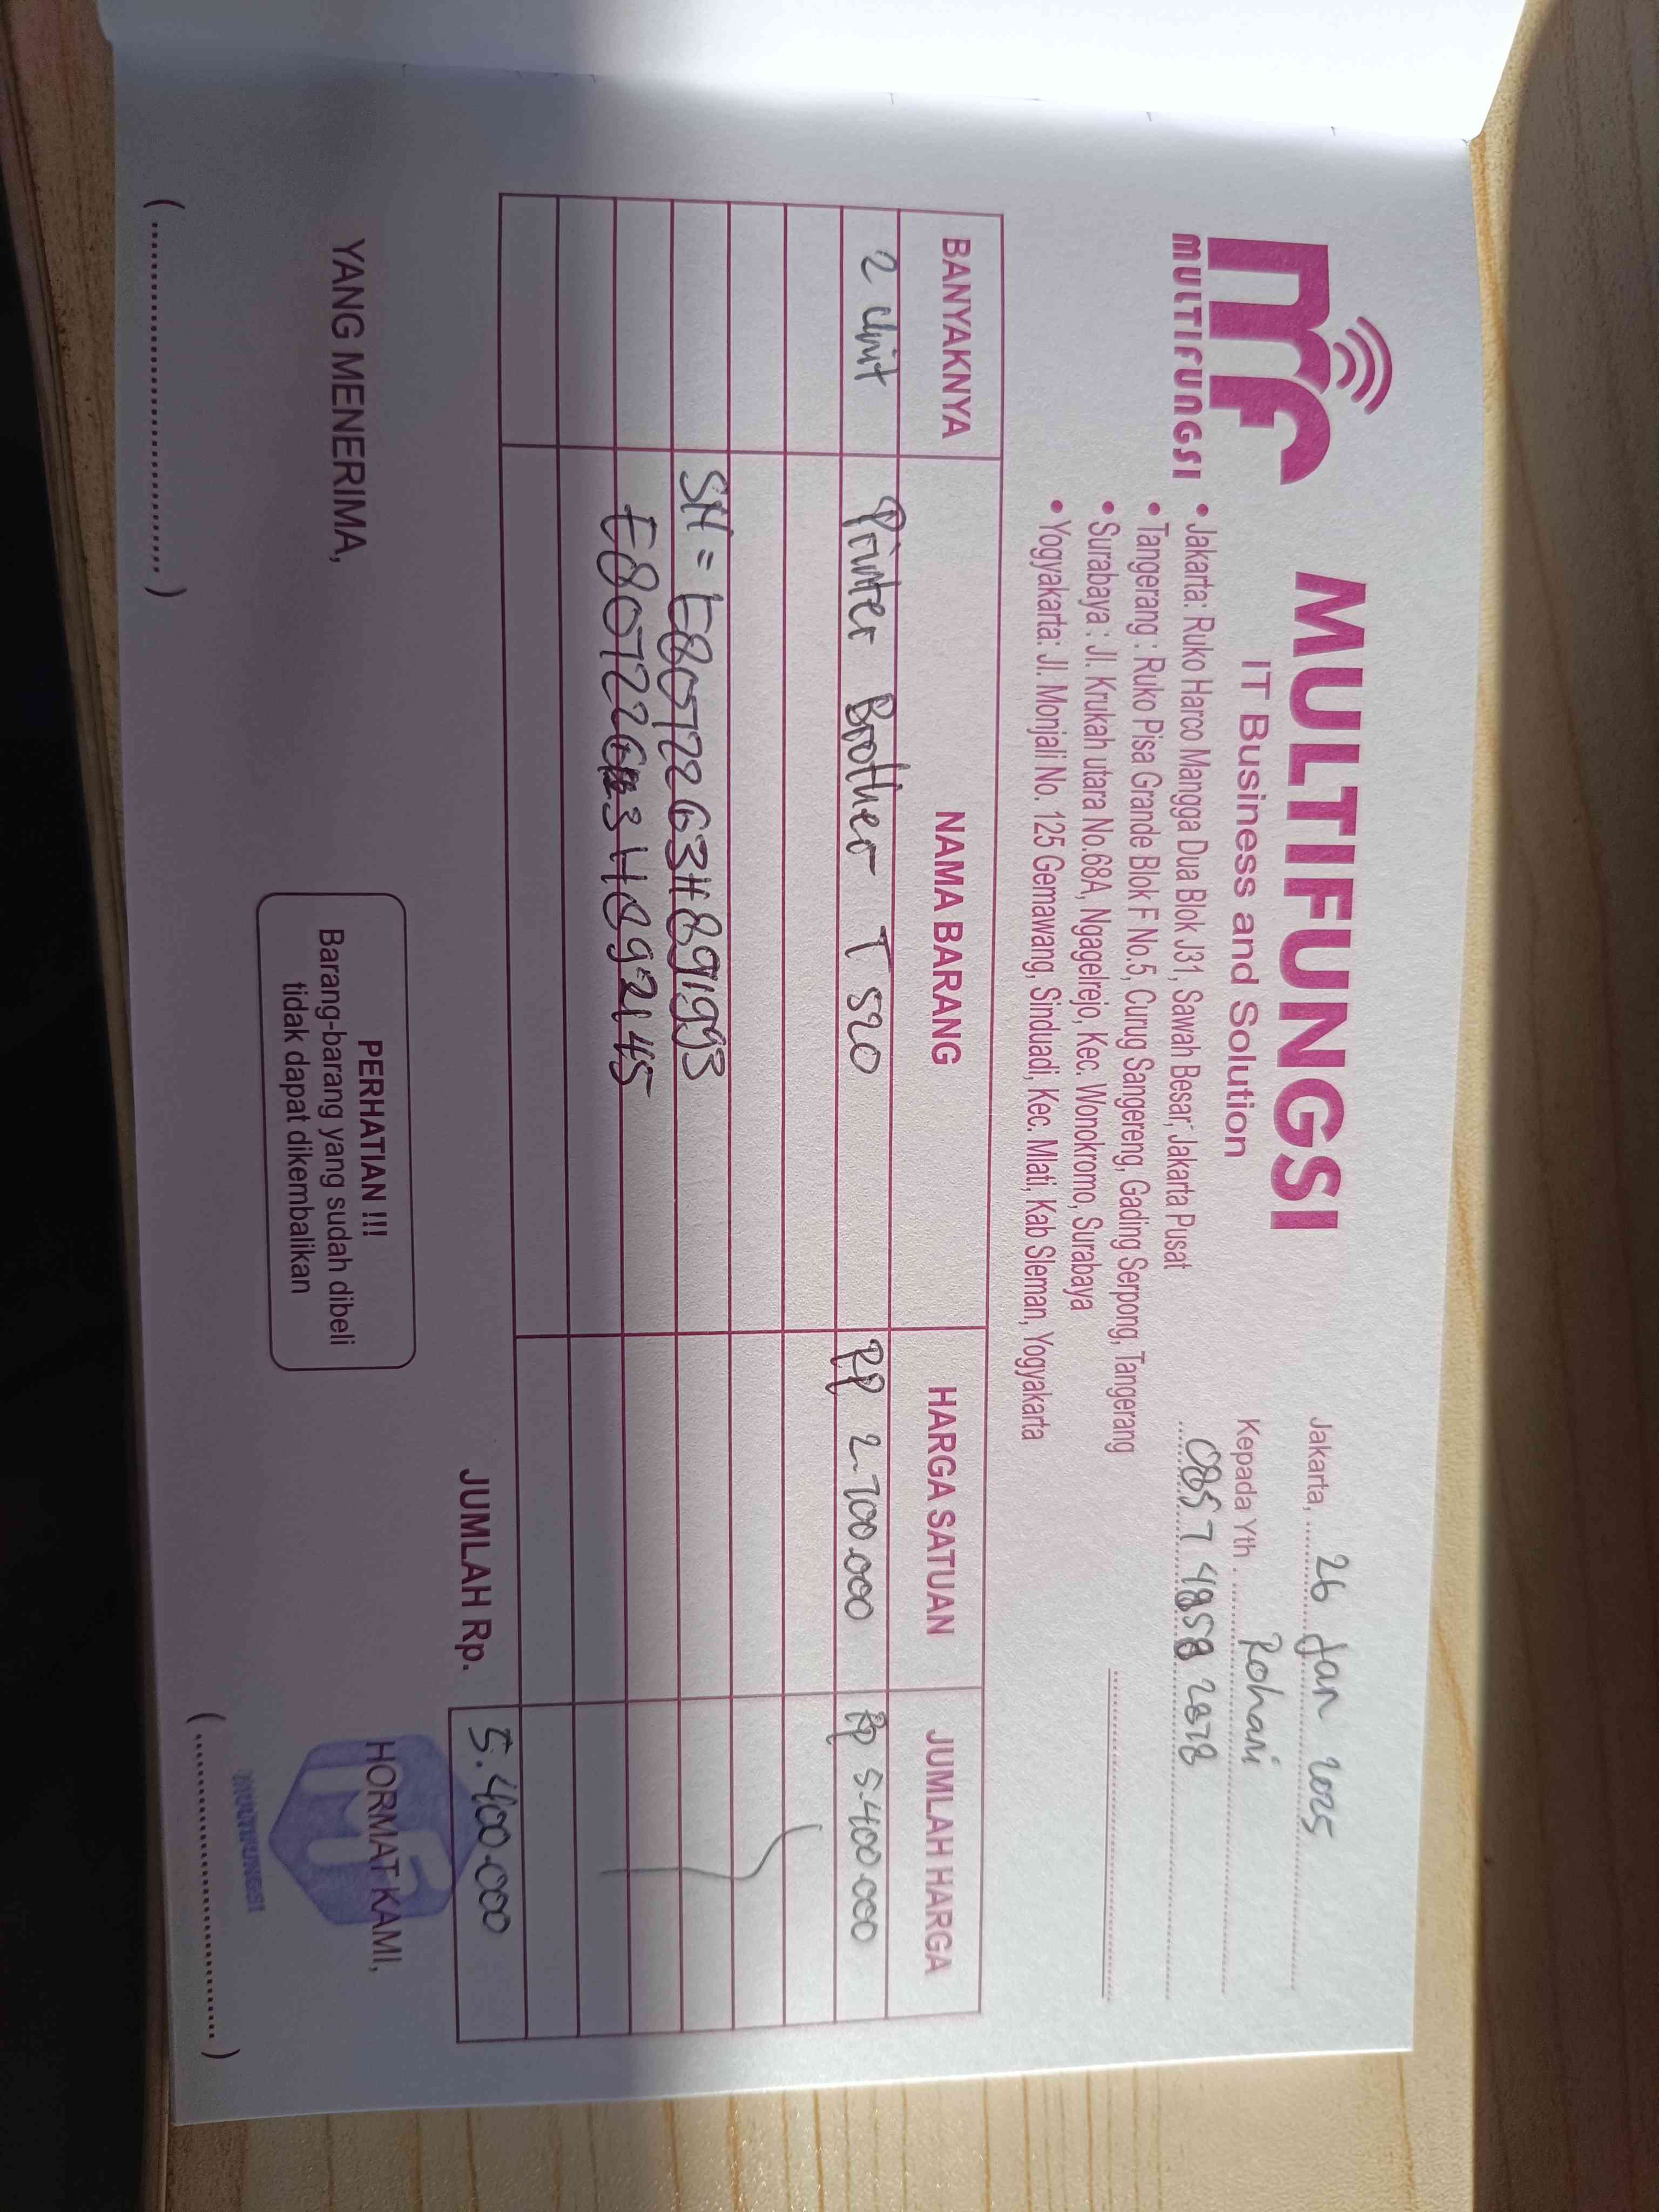 MULTIFUNGSI
MULTIFUNGSI
IT Business and Solution
• Jakarta: Ruko Harco Mangga Dua Blok J31, Sawah Besar, Jakarta Pusat
• Tangerang : Ruko Pisa Grande Blok F No.5, Curug Sangereng, Gading Serpong, Tangerang
• Surabaya : Jl. Krukah utara No.68A, Ngagelrejo, Kec. Wonokromo, Surabaya
• Yogyakarta: Jl. Monjali No. 125 Gemawang, Sinduadi, Kec. Mlati, Kab Sleman, Yogyakarta
Jakarta, 26 Jan 2025
Kepada Yth. Rohani
0857 4858 2878
BANYAKNYA NAMA BARANG HARGA SATUAN JUMLAH HARGA
2 Unit Printer Brother T 520 Rp 2.700.000 Rp 5.400.000
SN = E80722G3H891993
E80722G3H892145
JUMLAH Rp. 5.400.000
YANG MENERIMA,
PERHATIAN !!!
Barang-barang yang sudah dibeli
tidak dapat dikembalikan
HORMAT KAMI,
MULTIFUNGSI